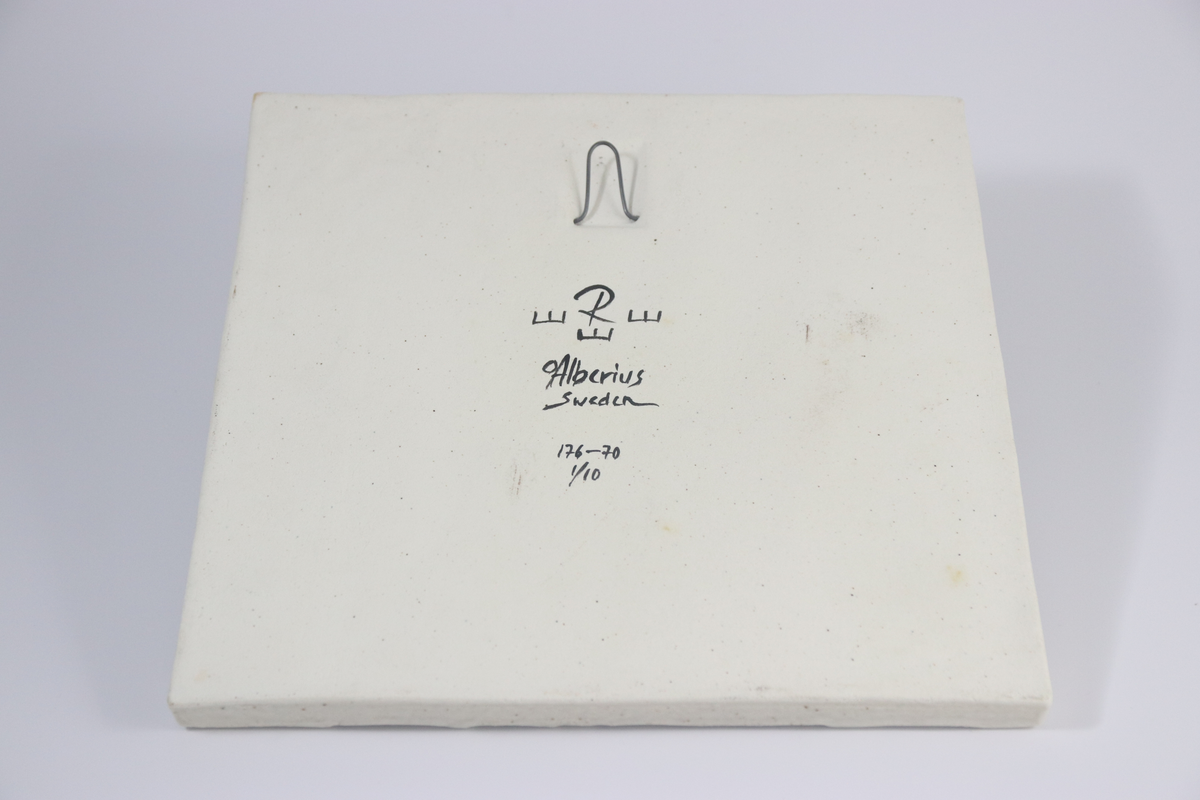 R
Alberius
Sweden
176-70
1/10